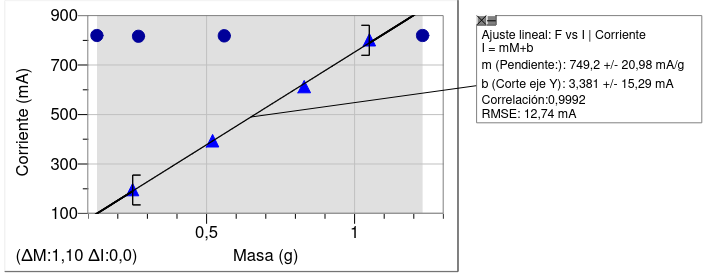 900
700
500
300
100
Corriente (mA)
0,5
1
(ΔM:1,10 ΔI:0,0)
Masa (g)
Ajuste lineal: F vs I | Corriente
I = mM+b
m (Pendiente:): 749,2 +/- 20,98 mA/g
b (Corte eje Y): 3,381 +/- 15,29 mA
Correlación:0,9992
RMSE: 12,74 mA